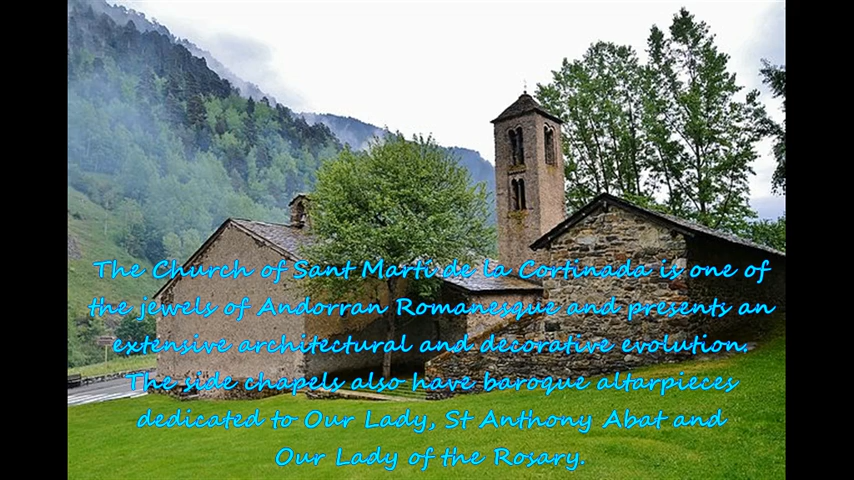 The Church of Sant Martí de la Cortinada is one of
the jewels of Andorran Romanesque and presents an
extensive architectural and decorative evolution.
The side chapels also have baroque altarpieces
dedicated to Our Lady, St Anthony Abat and
Our Lady of the Rosary.